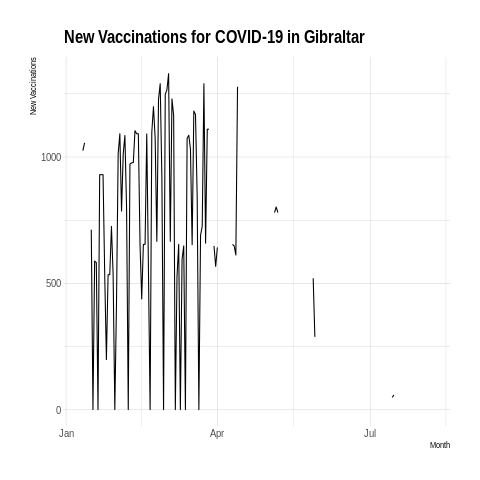 New Vaccinations for COVID-19 in Gibraltar
New Vaccinations
1000
500
0
Jan
Apr
Jul
Month